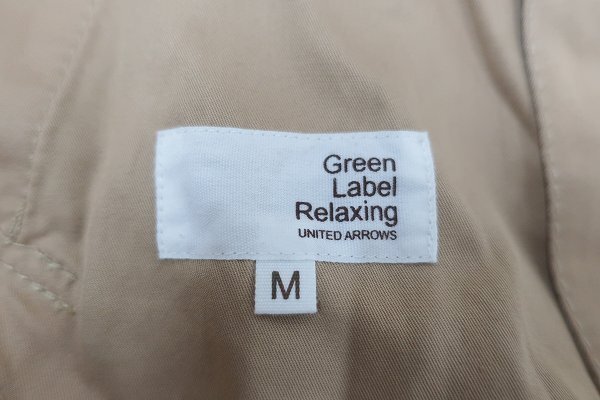 Green
Label
Relaxing
UNITED ARROWS
M